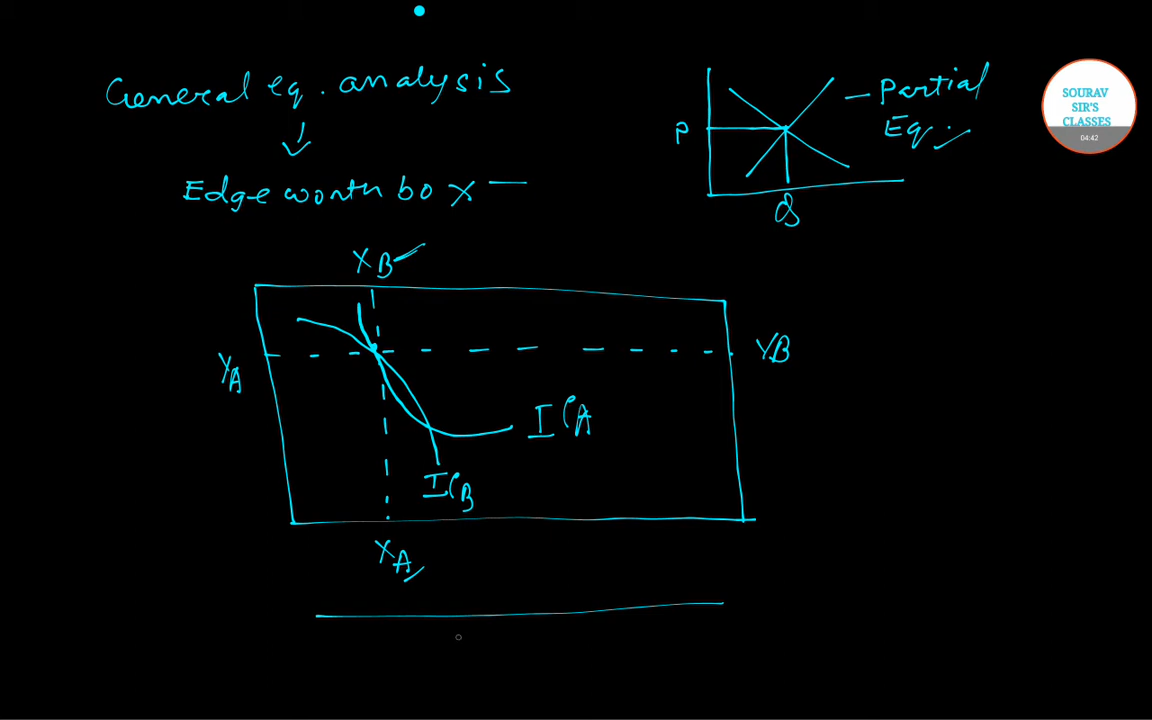 General eq. analysis
Edgeworth box
Partial
Eq.
P
Q
SOURAV
SIR'S
CLASSES
04:42
XB
YA
YB
ICA
ICB
XA